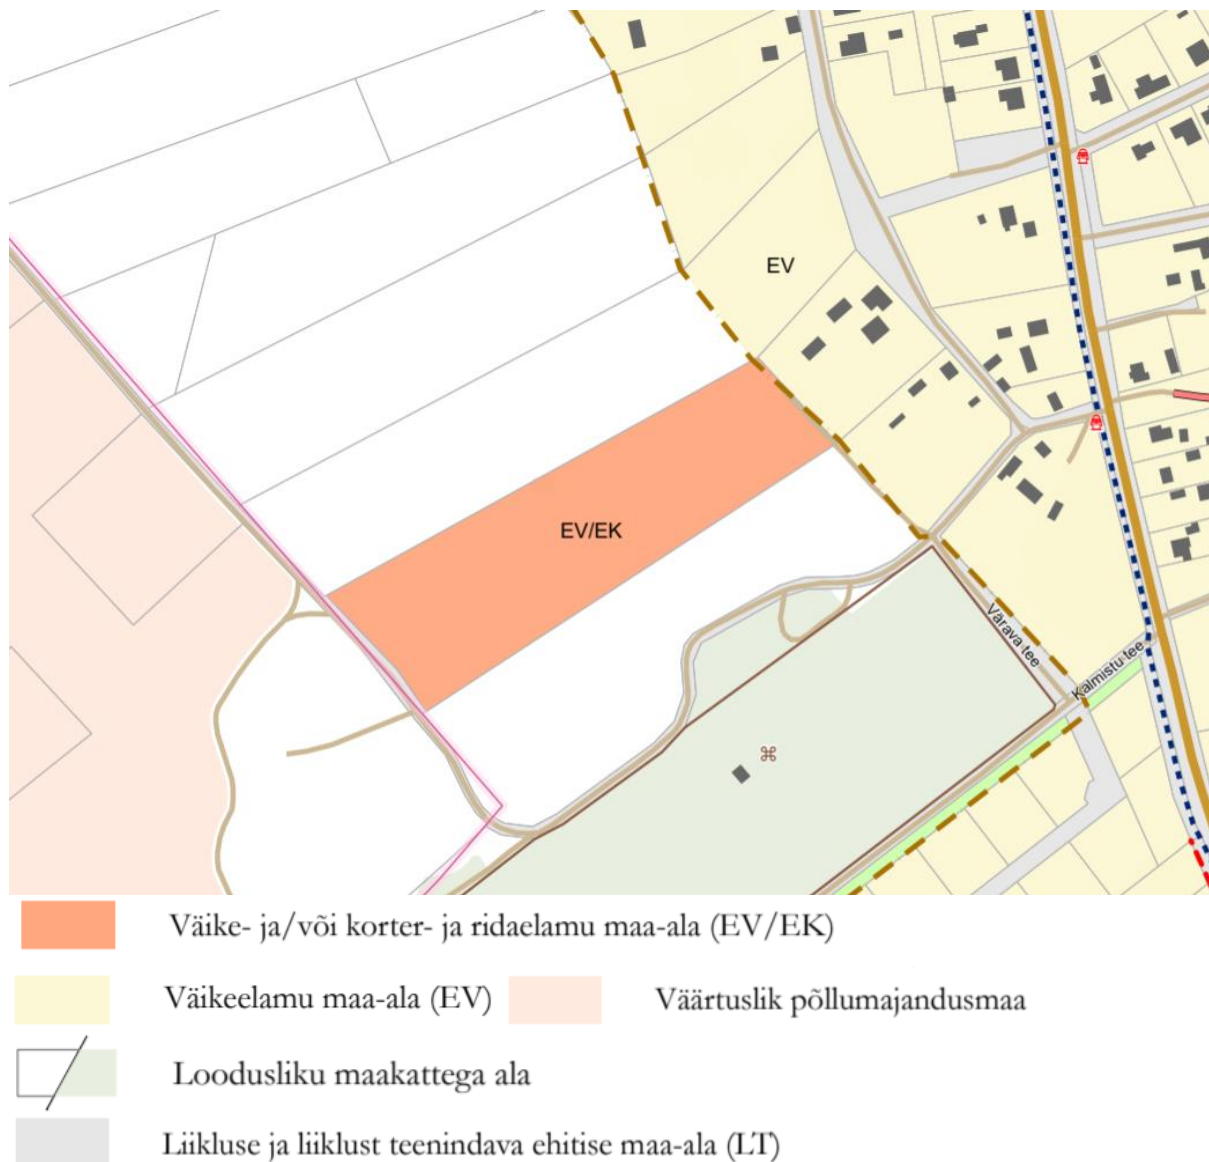 EV
EV/EK
Värava tee
Kalmistu tee
Väike- ja/või korter- ja ridaelamu maa-ala (EV/EK)
Väikeelamu maa-ala (EV)
Väärtuslik põllumajandusmaa
Loodusliku maakattega ala
Liikluse ja liiklust teenindava ehitise maa-ala (LT)